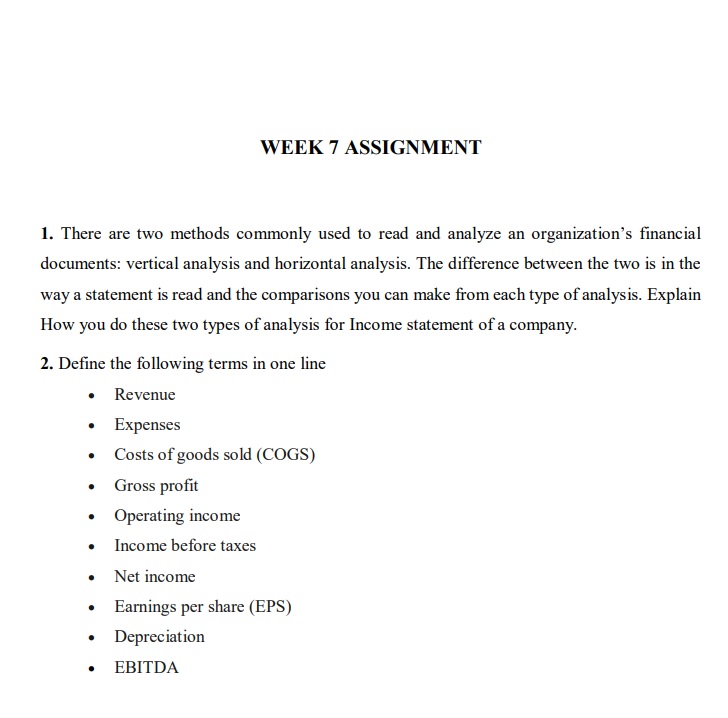 WEEK 7 ASSIGNMENT
1. There are two methods commonly used to read and analyze an organization’s financial
documents: vertical analysis and horizontal analysis. The difference between the two is in the
way a statement is read and the comparisons you can make from each type of analysis. Explain
How you do these two types of analysis for Income statement of a company.
2. Define the following terms in one line
• Revenue
• Expenses
• Costs of goods sold (COGS)
• Gross profit
• Operating income
• Income before taxes
• Net income
• Earnings per share (EPS)
• Depreciation
• EBITDA